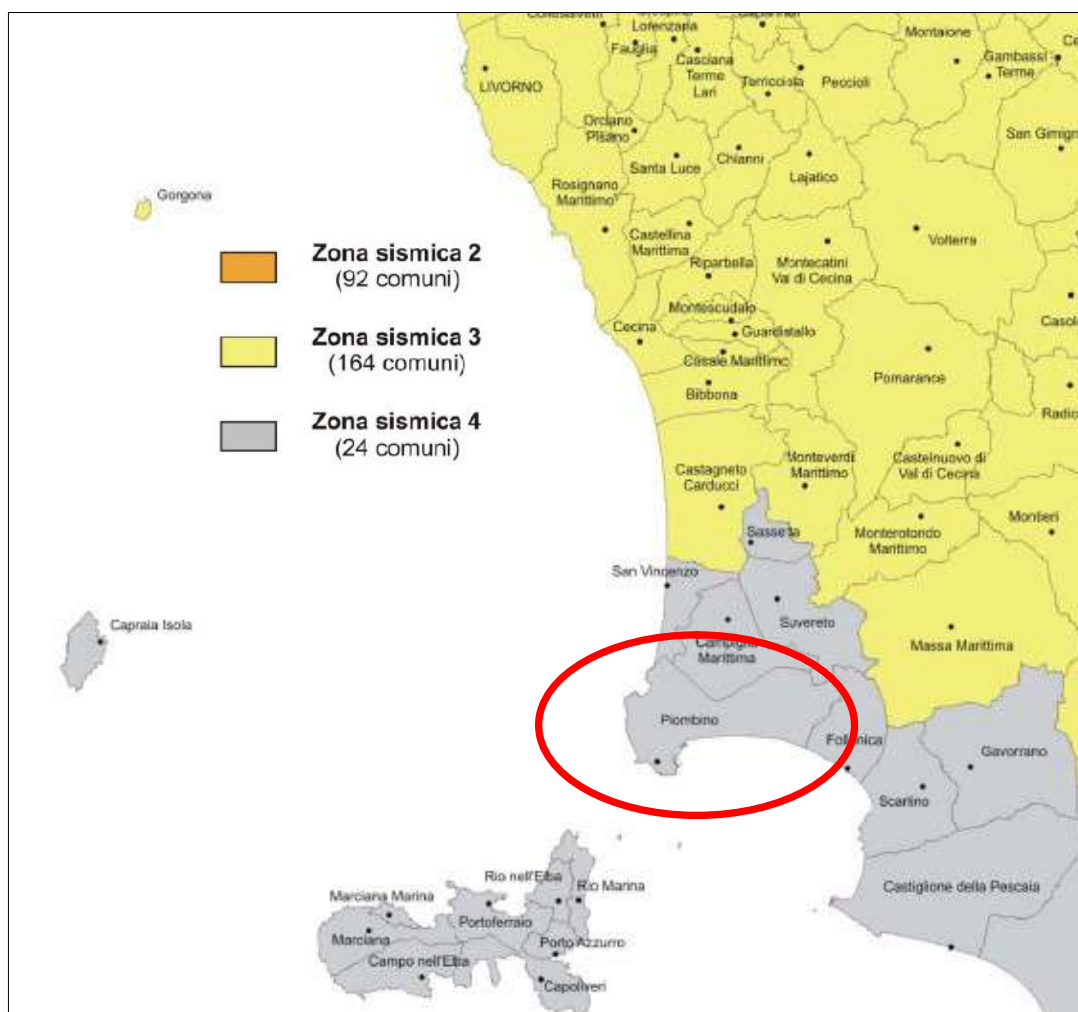 Lorenzana
Montaione
Fauglia
Gambassi
Terme
Casciana
Terme
Lari
LIVORNO
Terricciola
Peccioli
Orciano
Pisano
San Gimign
Chianni
Santa Luce
Lajatico
Rosignano
Marittimo
Gorgona
Castellina
Marittima
Volterra
Zona sismica 2
(92 comuni)
Riparbella
Montecatini
Val di Cecina
Montescudaio
Casole
Zona sismica 3
(164 comuni)
Cecina
Guardistallo
Casale Marittimo
Pomarance
Bibbona
Radico
Zona sismica 4
(24 comuni)
Castagneto
Carducci
Monteverdi
Marittimo
Castelnuovo di
Val di Cecina
Montieri
Sassetta
Monterotondo
Marittimo
San Vincenzo
Capraia Isola
Suvereto
Campiglia
Marittima
Massa Marittima
Piombino
Follonica
Gavorrano
Scarlino
Rio nell'Elba
Rio Marina
Castiglione della Pescaia
Marciana Marina
Portoferraio
Marciana
Porto Azzurro
Campo nell'Elba
Capoliveri